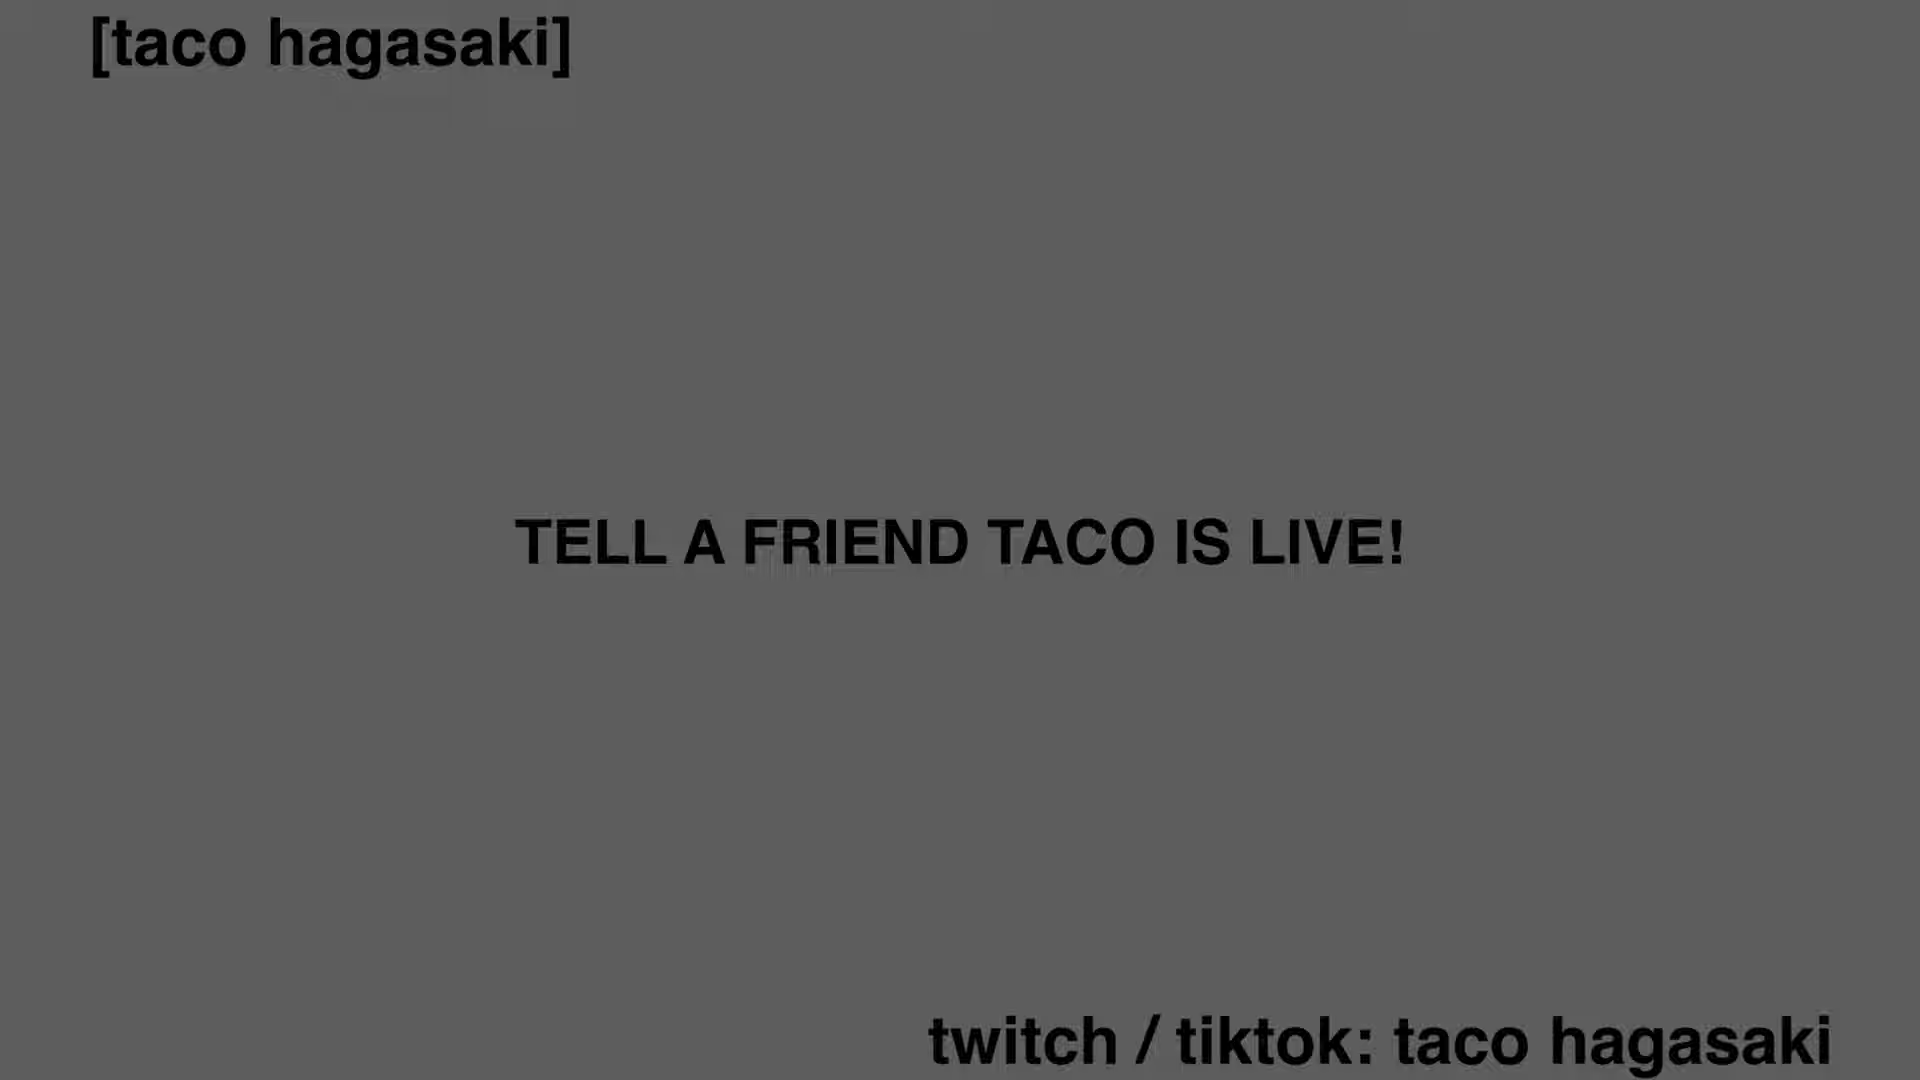 [taco hagasaki]
TELL A FRIEND TACO IS LIVE!
twitch / tiktok: taco hagasaki